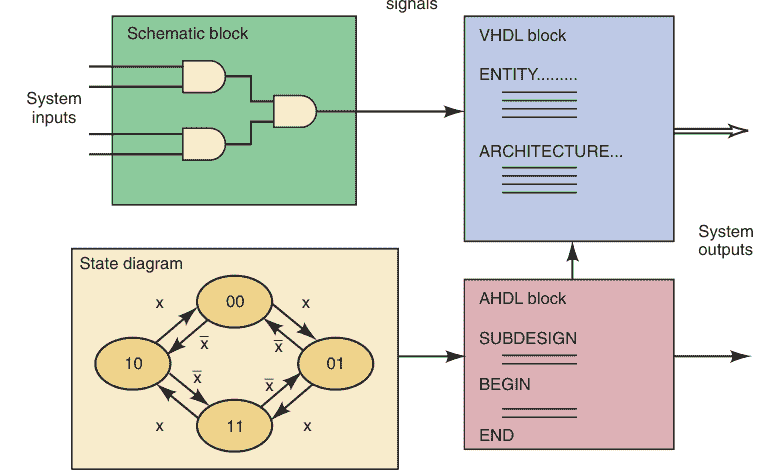 signals
Schematic block
System
inputs
VHDL block
ENTITY.........
ARCHITECTURE...
System
outputs
State diagram
x
00
x
x̅
x̅
10
01
x̅
x̅
x
11
x
AHDL block
SUBDESIGN
BEGIN
END